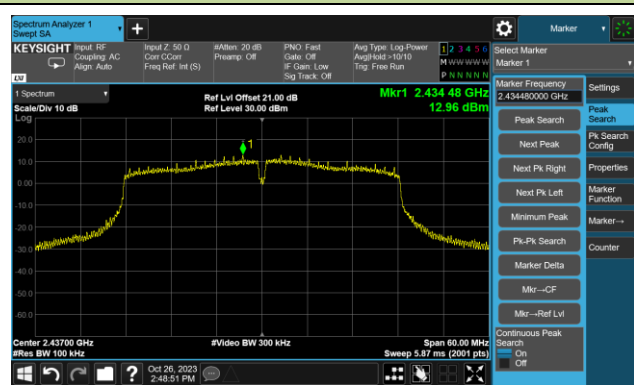 Spectrum Analyzer 1
Swept SA
Marker
KEYSIGHT
Input: RF
Coupling: AC
Align: Auto
Input Z: 50 Ω
Corr CCorr
Freq Ref: Int (S)
#Atten: 20 dB
Preamp: Off
PNO: Fast
Gate: Off
IF Gain: Low
Sig Track: Off
Avg Type: Log-Power
Avg|Hold:>10/10
Trig: Free Run
1 2 3 4 5 6
M W W W W W
P N N N N N
LXI
Select Marker
Marker 1
Marker Frequency
2.434480000 GHz
Peak Search
Next Peak
Next Pk Right
Next Pk Left
Minimum Peak
Pk-Pk Search
Marker Delta
Mkr→CF
Mkr→Ref Lvl
Continuous Peak
Search
On
Off
Settings
Peak
Search
Pk Search
Config
Properties
Marker
Function
Marker→
Counter
1 Spectrum
Scale/Div 10 dB
Log
Ref Lvl Offset 21.00 dB
Ref Level 30.00 dBm
Mkr1 2.434 48 GHz
12.96 dBm
1
20.0
10.0
0.00
-10.0
-20.0
-30.0
-40.0
-50.0
-60.0
Center 2.43700 GHz
#Res BW 100 kHz
#Video BW 300 kHz
Span 60.00 MHz
Sweep 5.87 ms (2001 pts)
?
Oct 26, 2023
2:48:51 PM